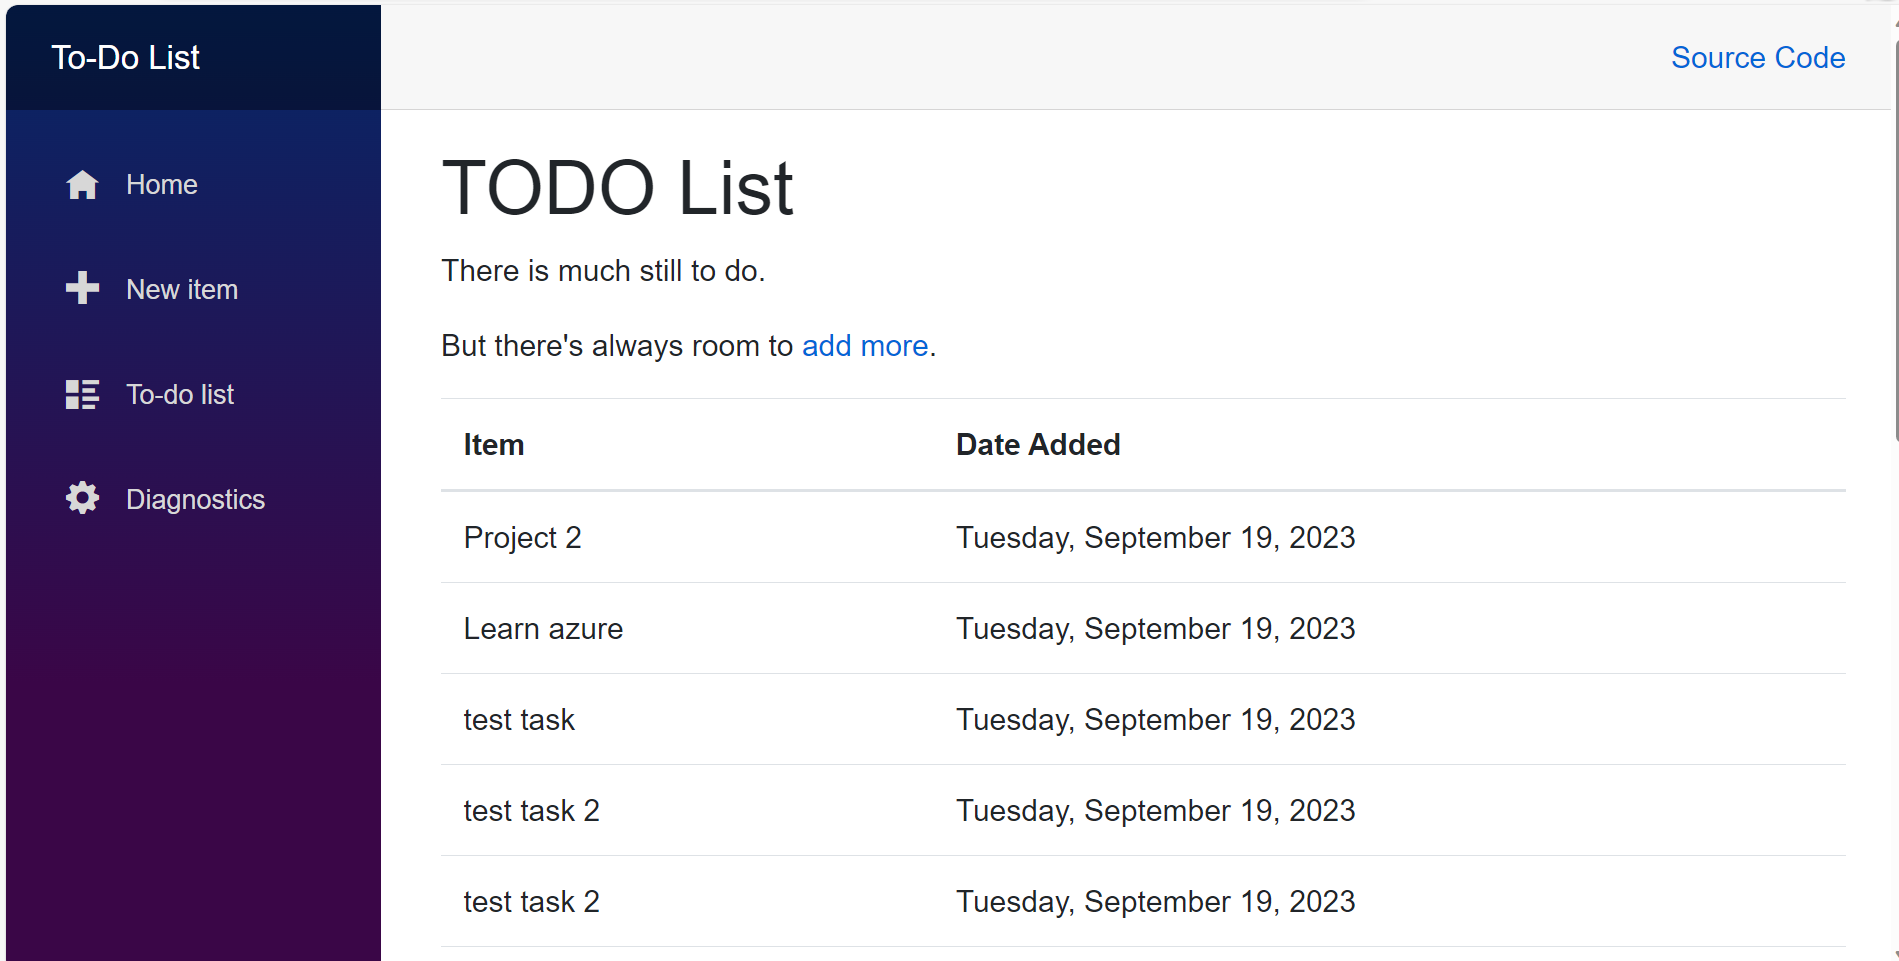 To-Do List
Source Code
Home
New item
To-do list
Diagnostics
TODO List
There is much still to do.
But there's always room to add more.
Item Date Added
Project 2 Tuesday, September 19, 2023
Learn azure Tuesday, September 19, 2023
test task Tuesday, September 19, 2023
test task 2 Tuesday, September 19, 2023
test task 2 Tuesday, September 19, 2023